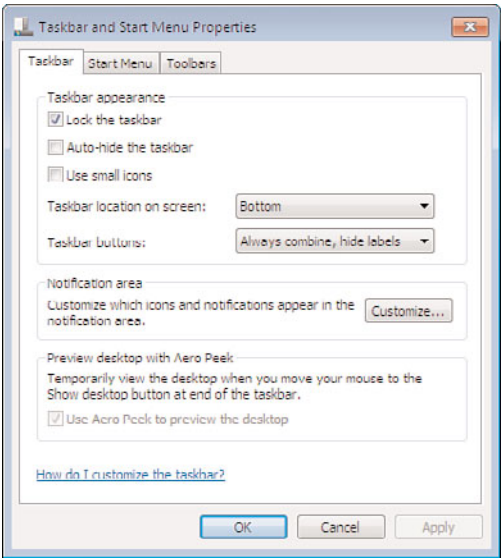 Taskbar and Start Menu Properties
Taskbar
Start Menu
Toolbars
Taskbar appearance
Lock the taskbar
Auto-hide the taskbar
Use small icons
Taskbar location on screen:
Bottom
Taskbar buttons:
Always combine, hide labels
Notification area
Customize which icons and notifications appear in the
notification area.
Customize...
Preview desktop with Aero Peek
Temporarily view the desktop when you move your mouse to the
Show desktop button at end of the taskbar.
Use Aero Peek to preview the desktop
How do I customize the taskbar?
OK
Cancel
Apply